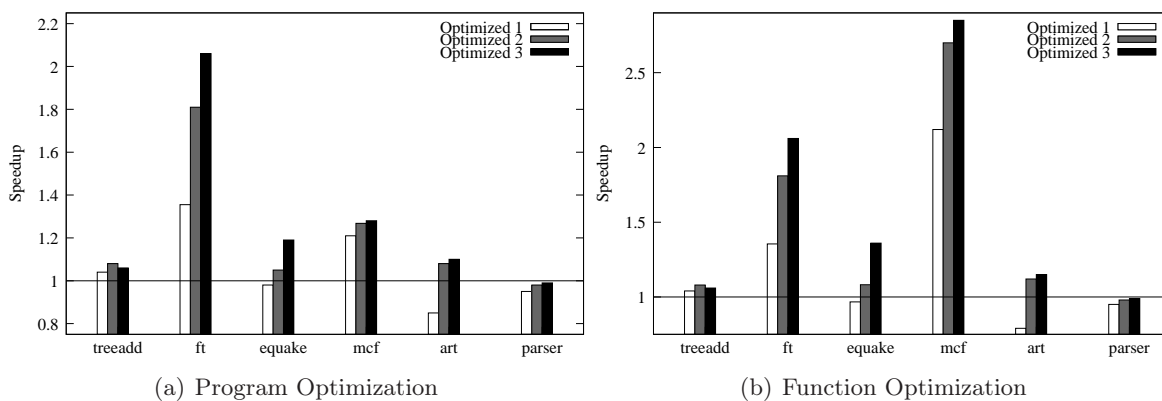 2.2
2
1.8
1.6
1.4
1.2
1
0.8
Speedup
Optimized 1
Optimized 2
Optimized 3
treeadd ft equake mcf art parser
(a) Program Optimization
2.5
2
1.5
1
Speedup
Optimized 1
Optimized 2
Optimized 3
treeadd ft equake mcf art parser
(b) Function Optimization